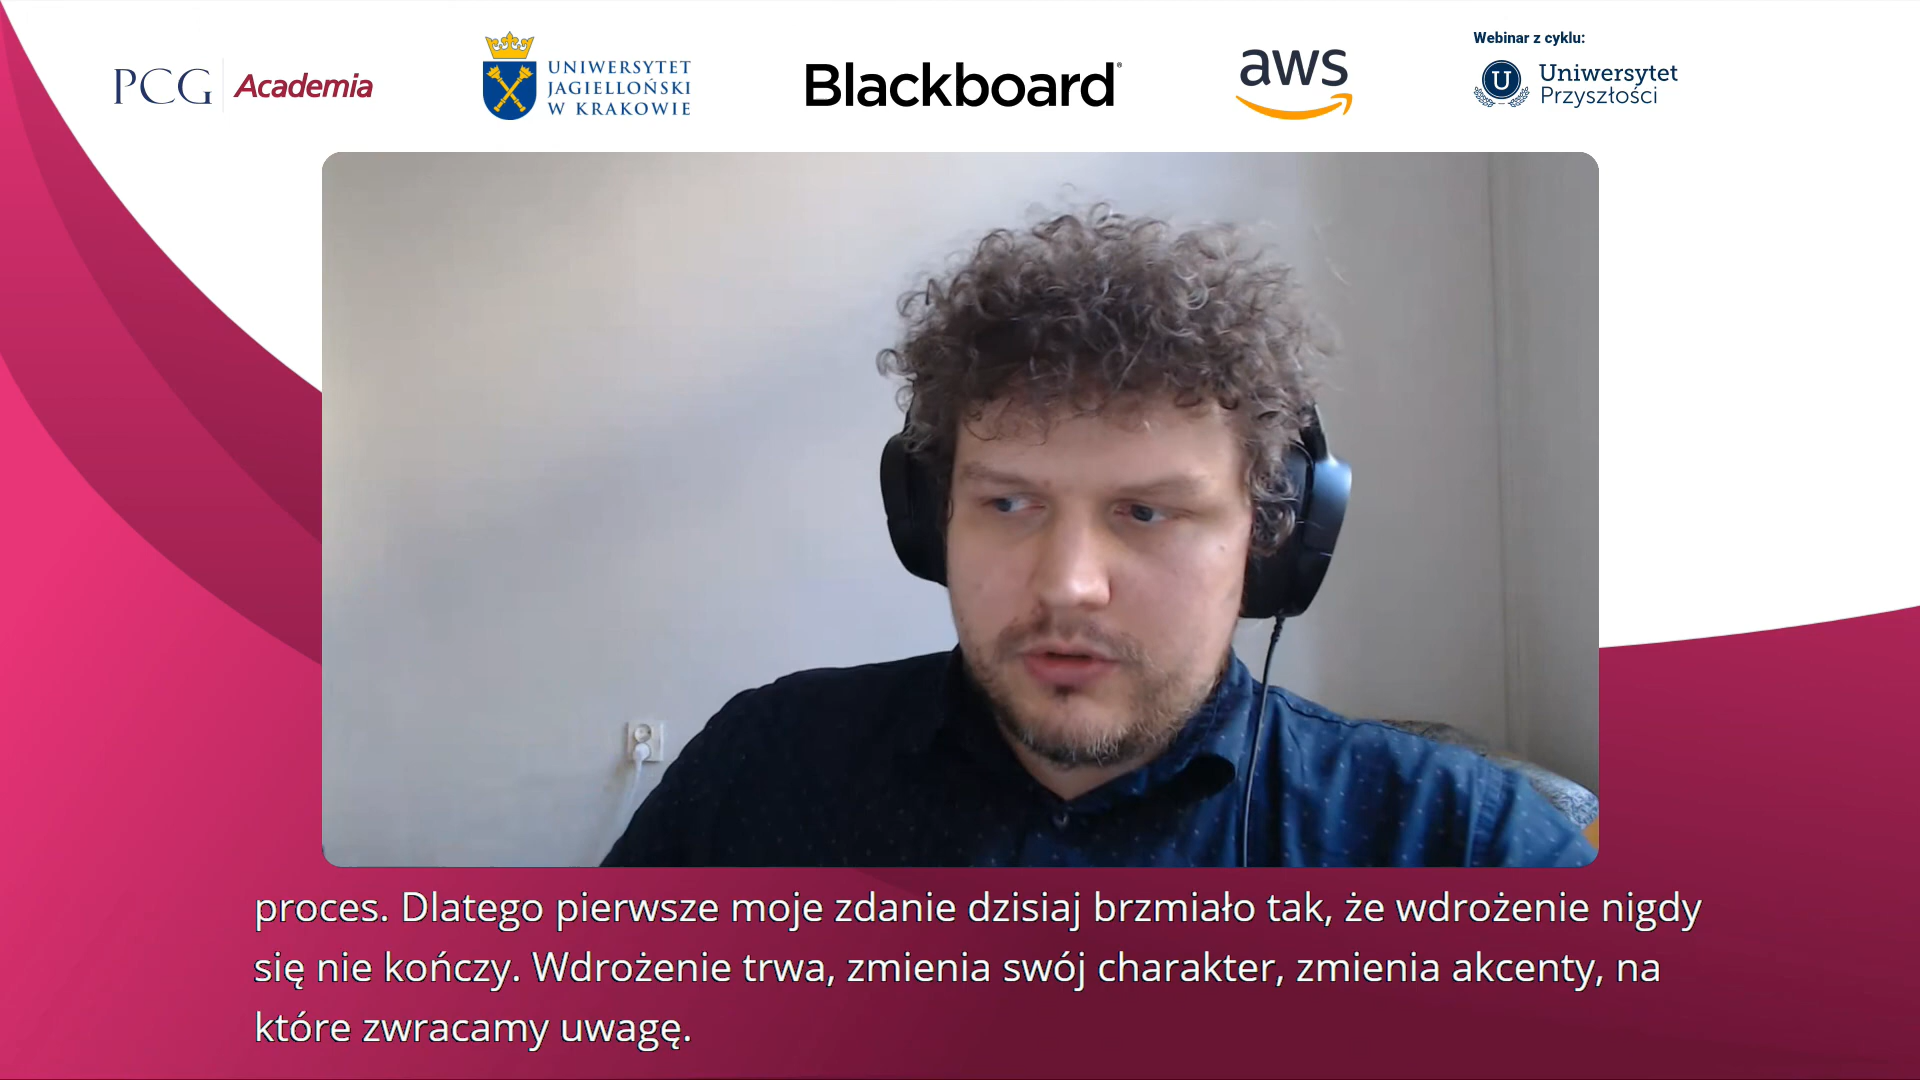 Webinar z cyklu:
PCG Academia
UNIWERSYTET
JAGIELLOŃSKI
W KRAKOWIE
Blackboard®
aws
U
Uniwersytet
Przyszłości
proces. Dlatego pierwsze moje zdanie dzisiaj brzmiało tak, że wdrożenie nigdy
się nie kończy. Wdrożenie trwa, zmienia swój charakter, zmienia akcenty, na
które zwracamy uwagę.